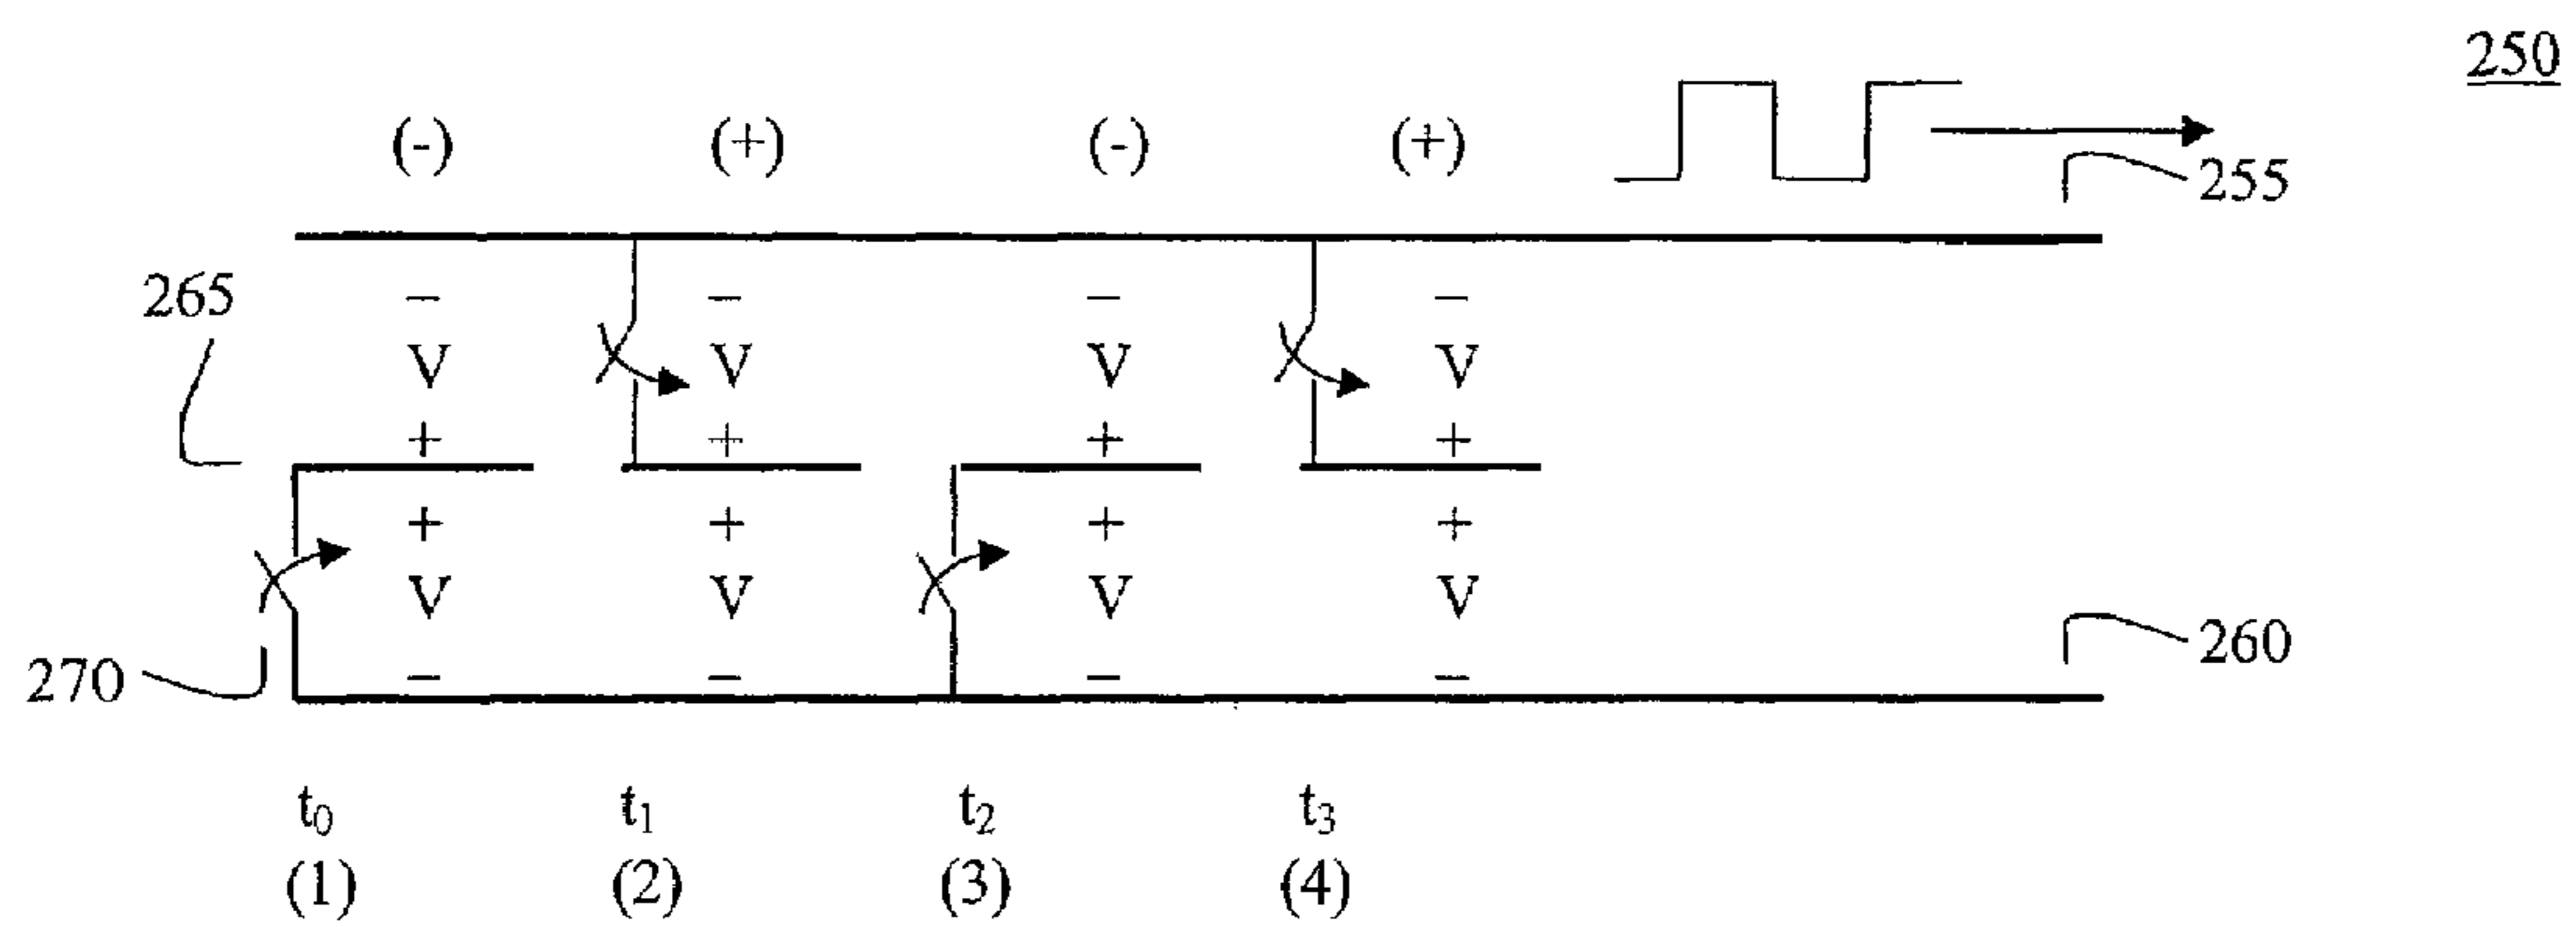 250
(-) (+) (-) (+)
255
265
– – – –
V V V V
+ + + +
+ + + +
V V V V
270 – – – – 260
t₀ t₁ t₂ t₃
(1) (2) (3) (4)